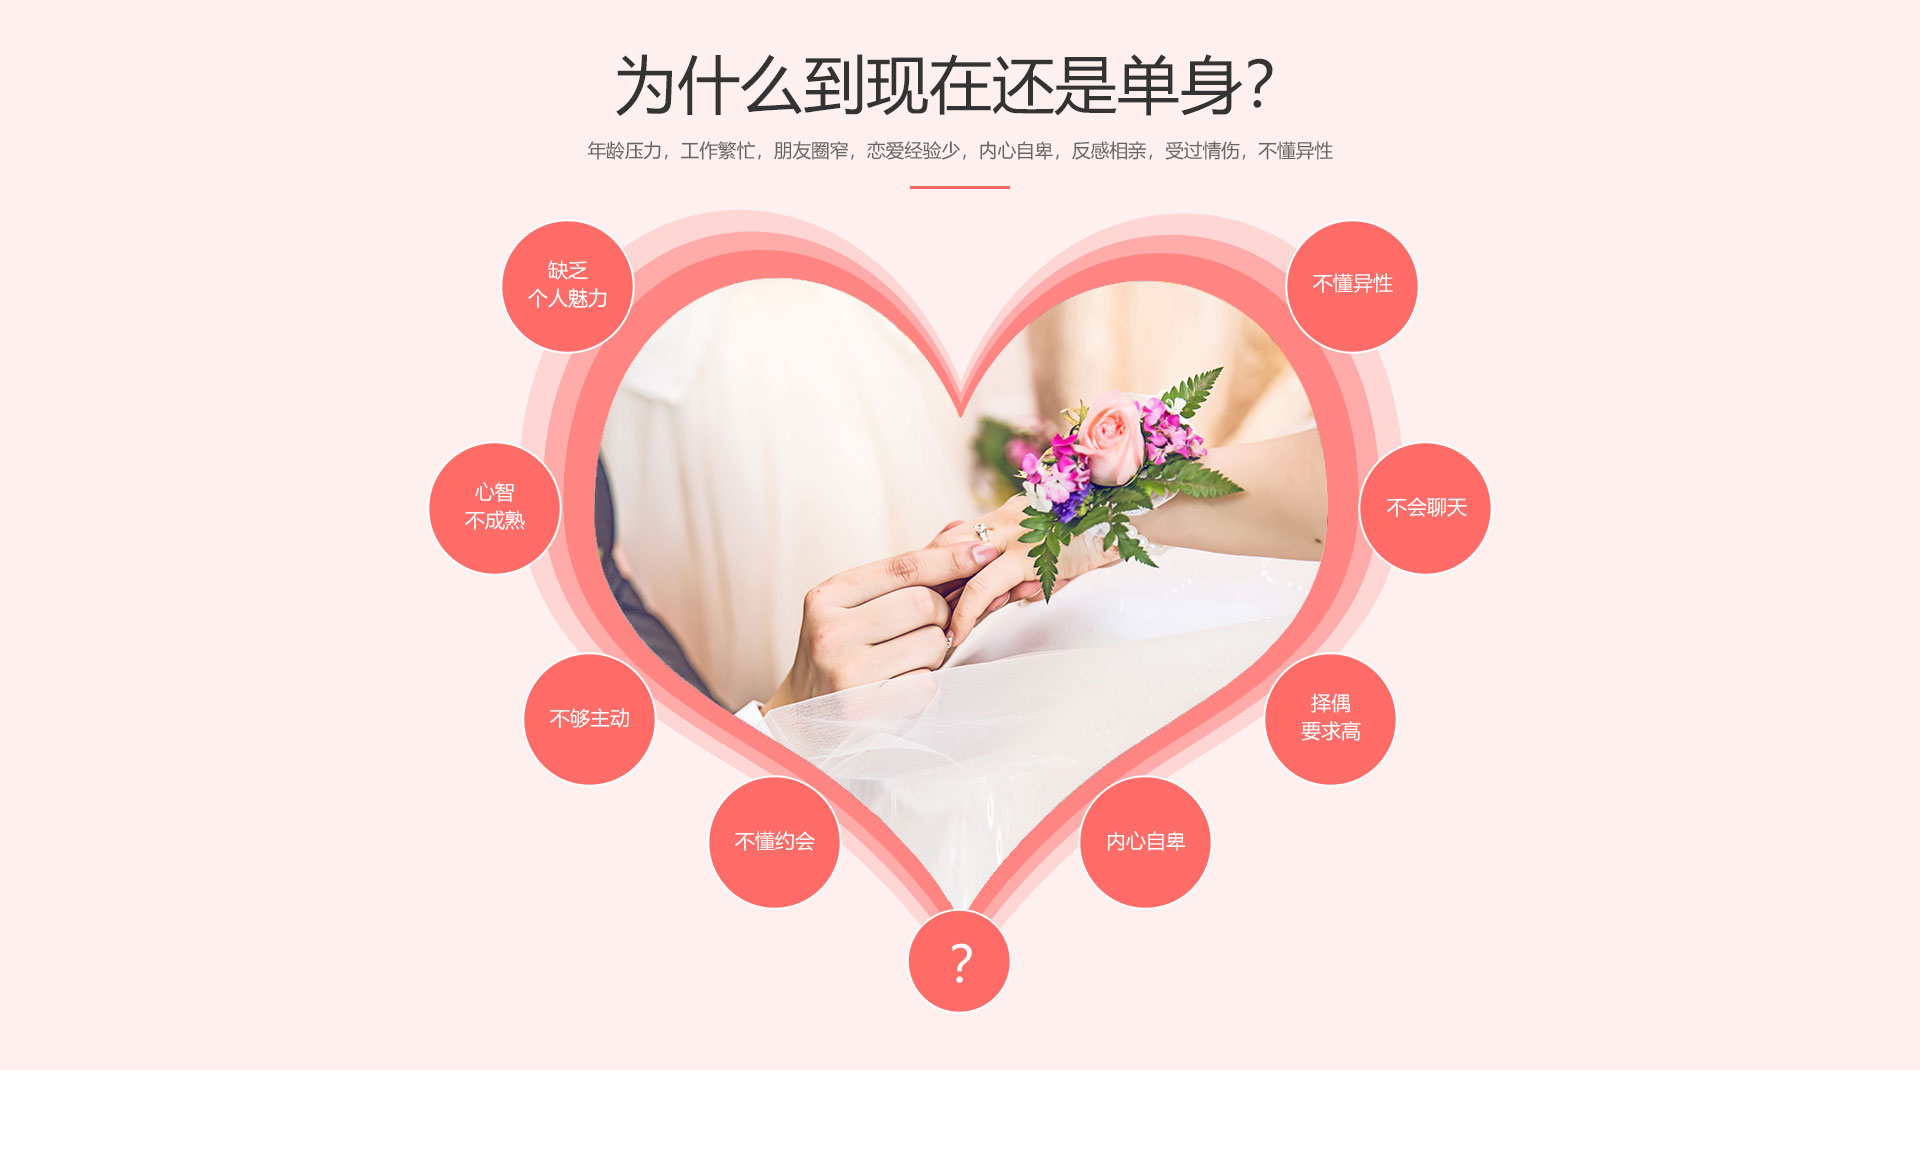 为什么到现在还是单身？
年龄压力，工作繁忙，朋友圈窄，恋爱经验少，内心自卑，反感相亲，受过情伤，不懂异性
缺乏
个人魅力
不懂异性
心智
不成熟
不会聊天
不够主动
择偶
要求高
不懂约会
内心自卑
？